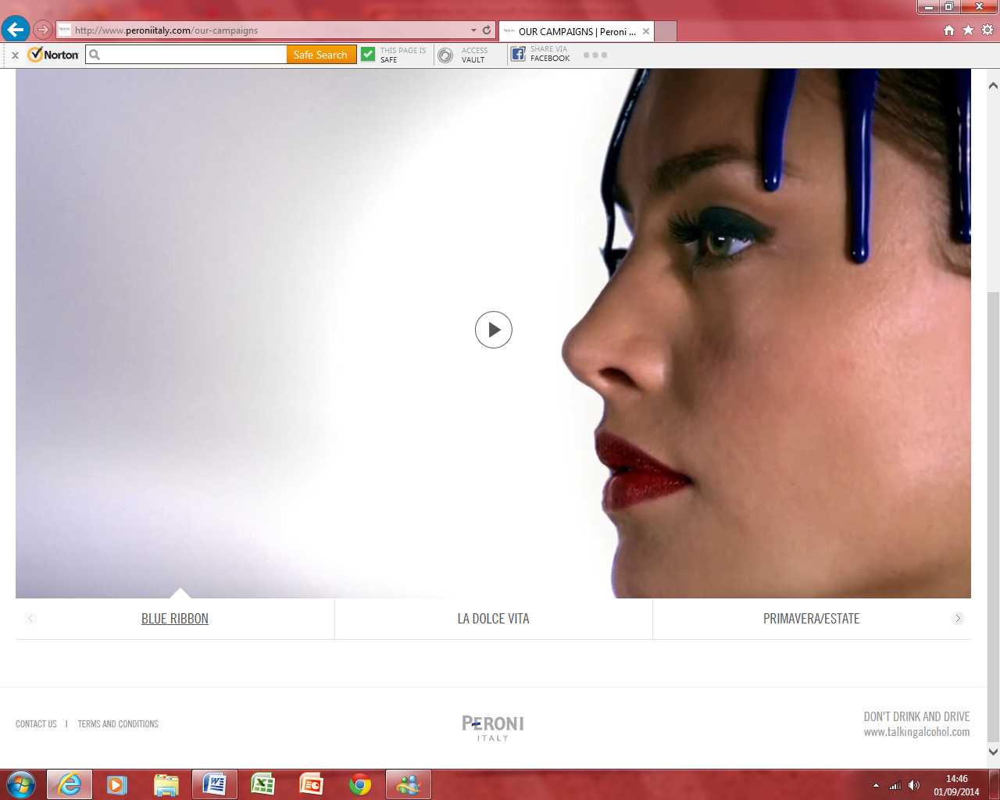 http://www.peroniitaly.com/our-campaigns
OUR CAMPAIGNS | Peroni ...
Norton
Safe Search
THIS PAGE IS
SAFE
ACCESS
VAULT
SHARE VIA
FACEBOOK
BLUE RIBBON
LA DOLCE VITA
PRIMAVERA/ESTATE
CONTACT US | TERMS AND CONDITIONS
PERONI
ITALY
DON'T DRINK AND DRIVE
www.talkingalcohol.com
14:46
01/09/2014